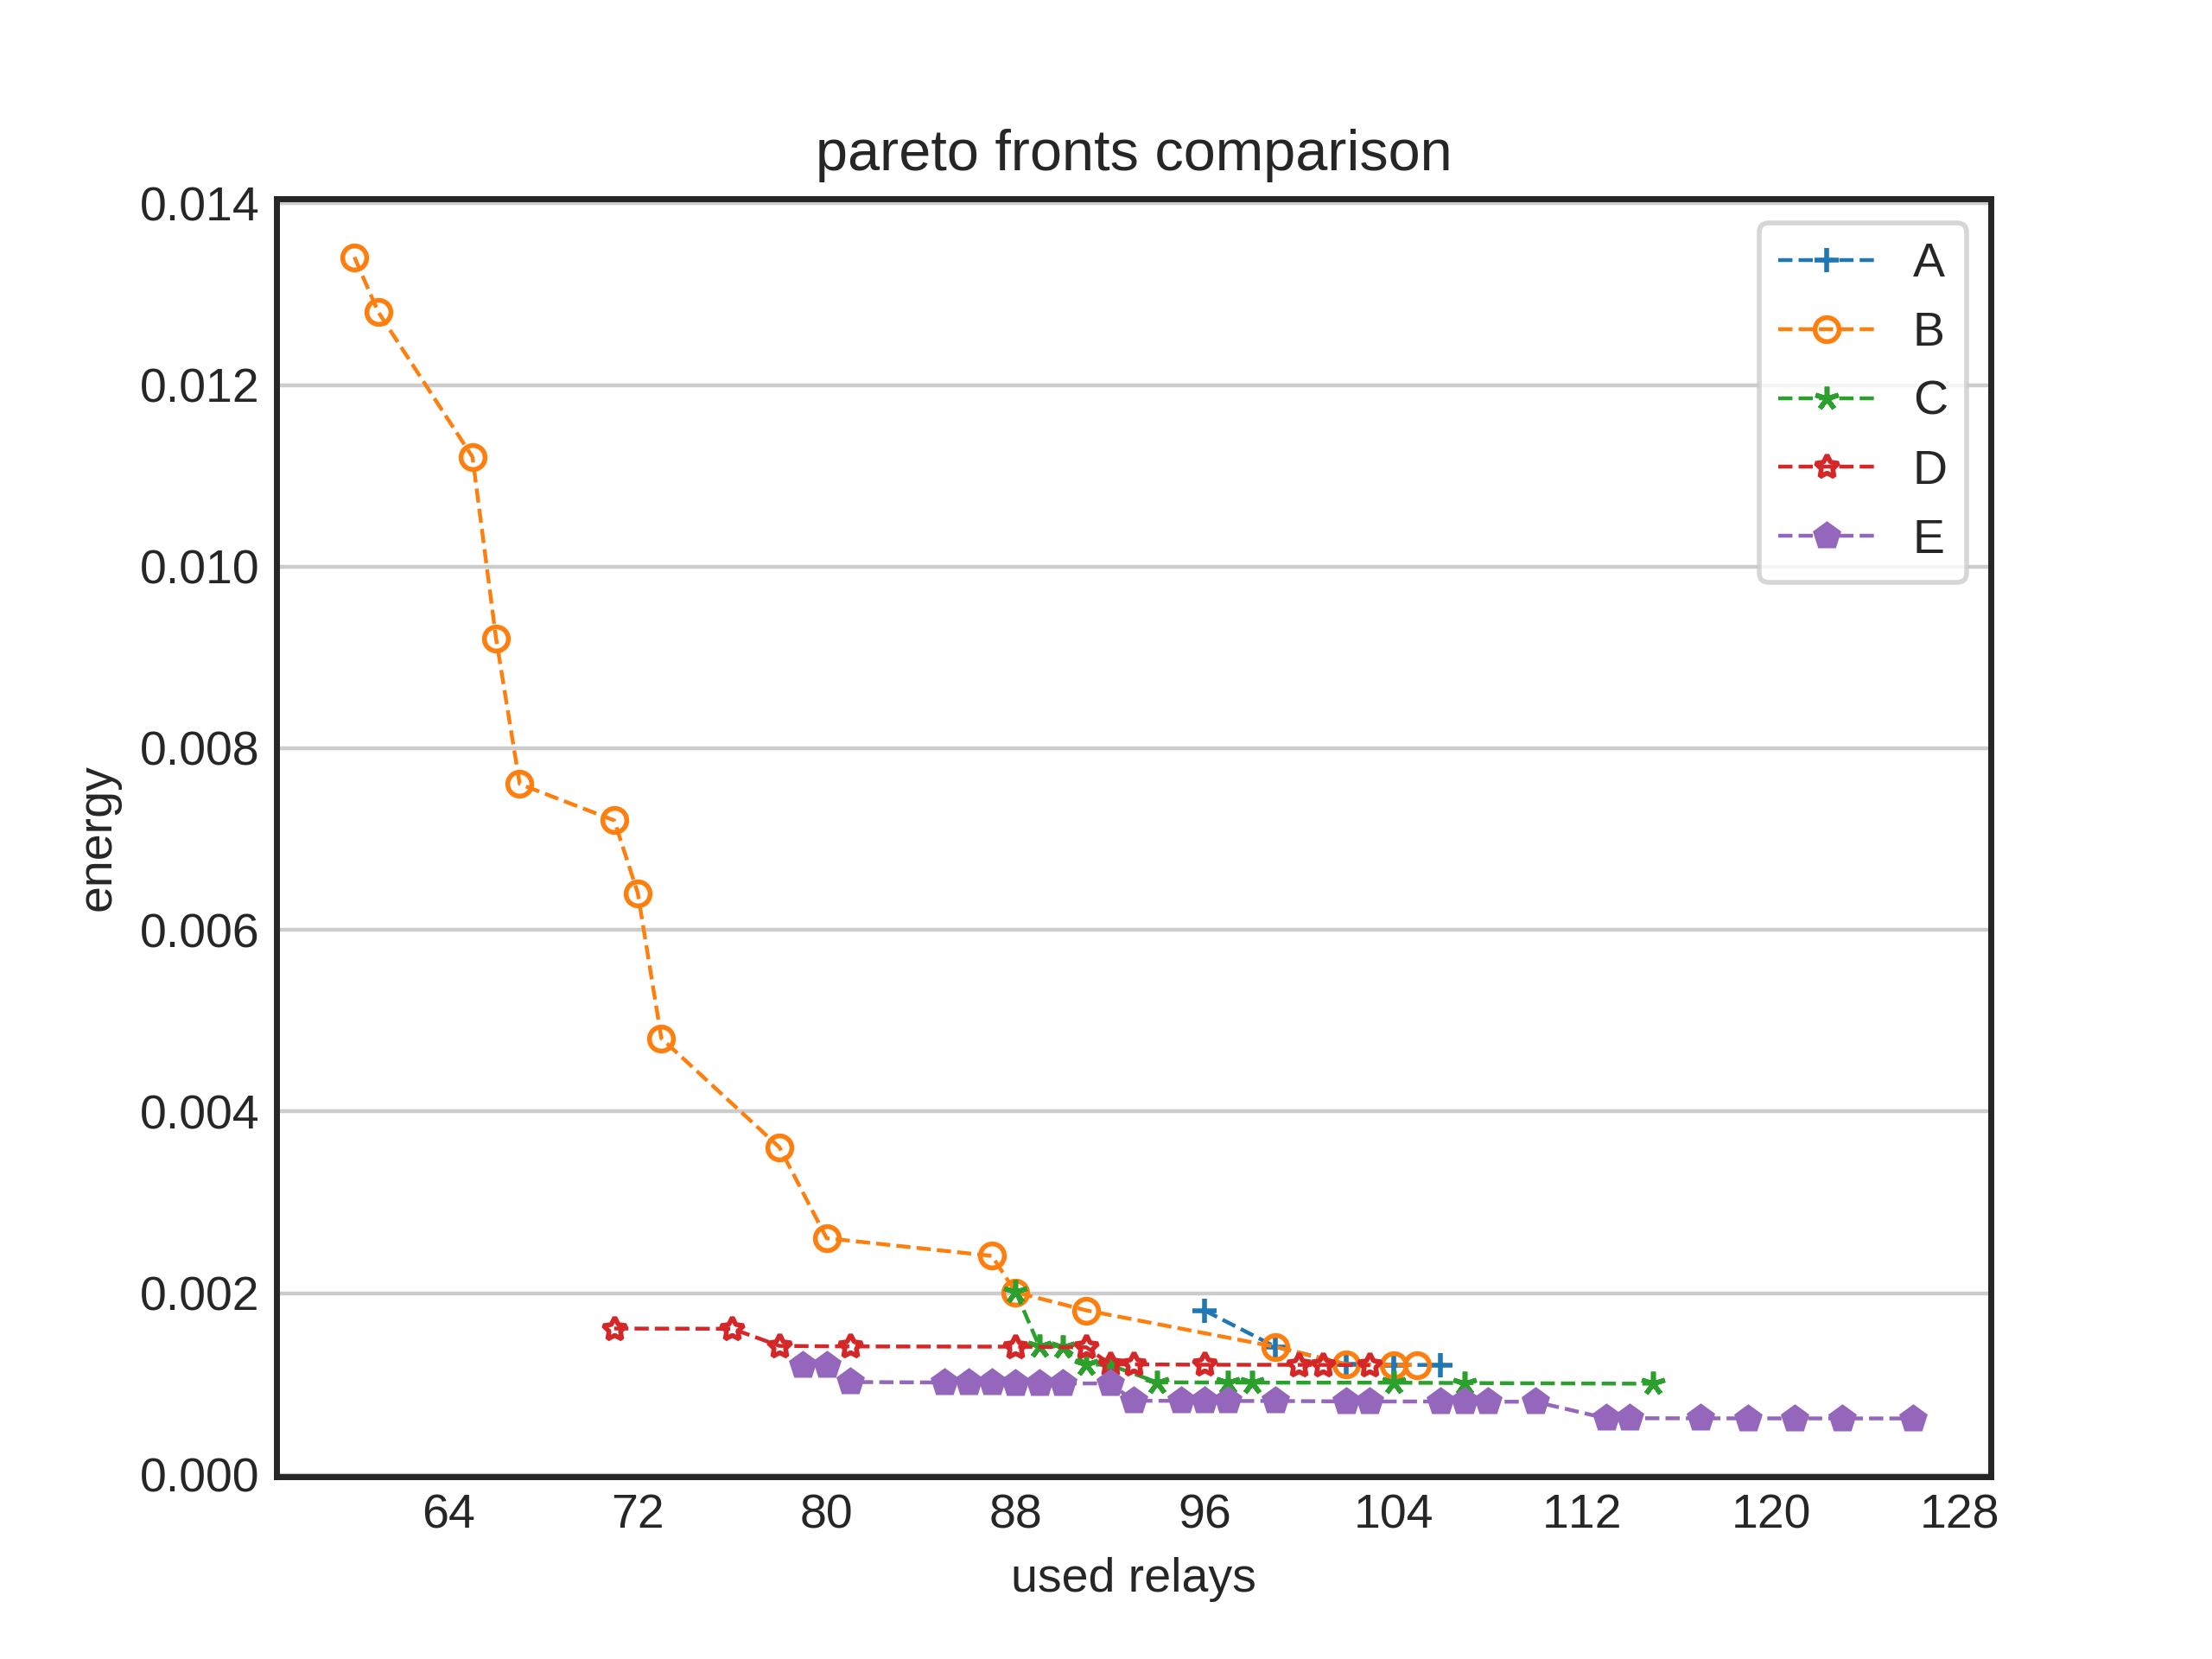 pareto fronts comparison
0.014
0.012
0.010
0.008
0.006
0.004
0.002
0.000
energy
A
B
C
D
E
64 72 80 88 96 104 112 120 128
used relays